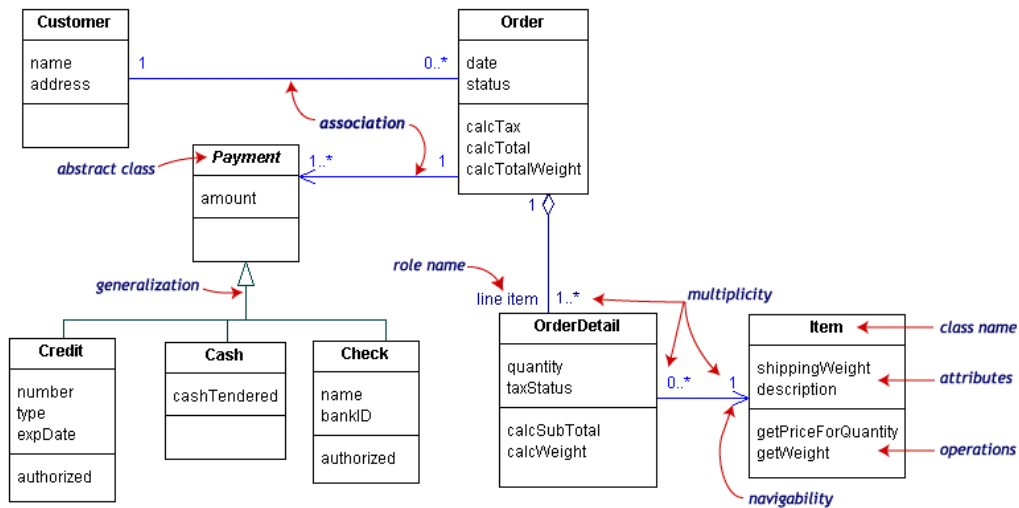 Customer
name
address
1
0..*
Order
date
status
calcTax
calcTotal
calcTotalWeight
association
abstract class
Payment
amount
1..*
1
1
generalization
role name
line item
1..*
multiplicity
Credit
number
type
expDate
authorized
Cash
cashTendered
Check
name
bankID
authorized
OrderDetail
quantity
taxStatus
calcSubTotal
calcWeight
0..*
1
Item
shippingWeight
description
getPriceForQuantity
getWeight
class name
attributes
operations
navigability